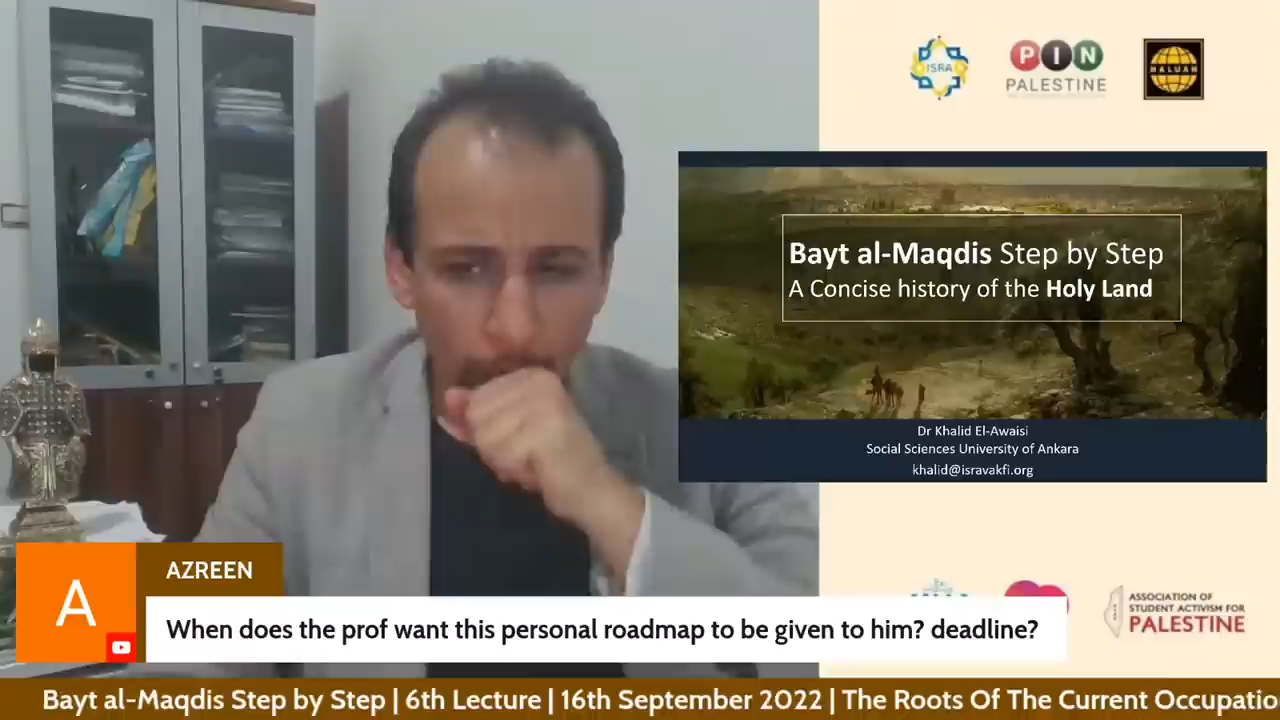 ISRA
PIN
PALESTINE
HALUAN
Bayt al-Maqdis Step by Step
A Concise history of the Holy Land
Dr Khalid El-Awaisi
Social Sciences University of Ankara
khalid@isravakfi.org
ASSOCIATION OF
STUDENT ACTIVISM FOR
PALESTINE
A
AZREEN
When does the prof want this personal roadmap to be given to him? deadline?
Bayt al-Maqdis Step by Step | 6th Lecture | 16th September 2022 | The Roots Of The Current Occupatio